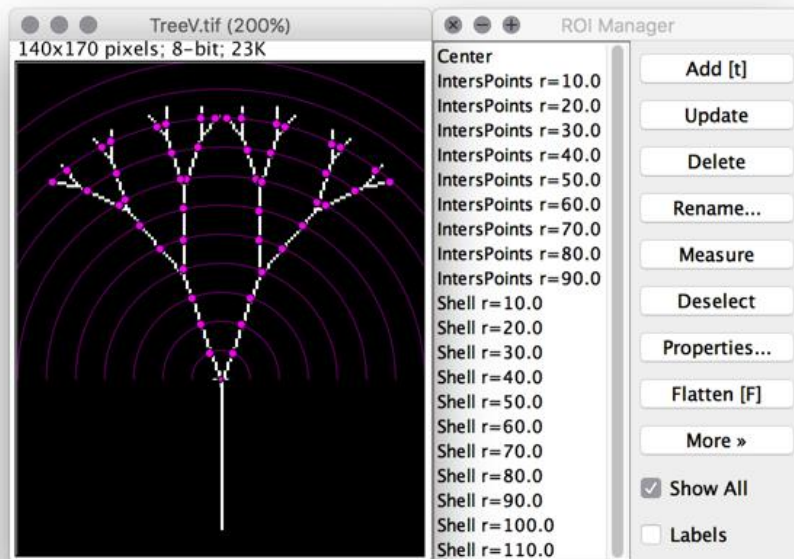 TreeV.tif (200%)
140x170 pixels; 8-bit; 23K
ROI Manager
Center
IntersPoints r=10.0
IntersPoints r=20.0
IntersPoints r=30.0
IntersPoints r=40.0
IntersPoints r=50.0
IntersPoints r=60.0
IntersPoints r=70.0
IntersPoints r=80.0
IntersPoints r=90.0
Shell r=10.0
Shell r=20.0
Shell r=30.0
Shell r=40.0
Shell r=50.0
Shell r=60.0
Shell r=70.0
Shell r=80.0
Shell r=90.0
Shell r=100.0
Shell r=110.0
Add [t]
Update
Delete
Rename...
Measure
Deselect
Properties...
Flatten [F]
More »
Show All
Labels